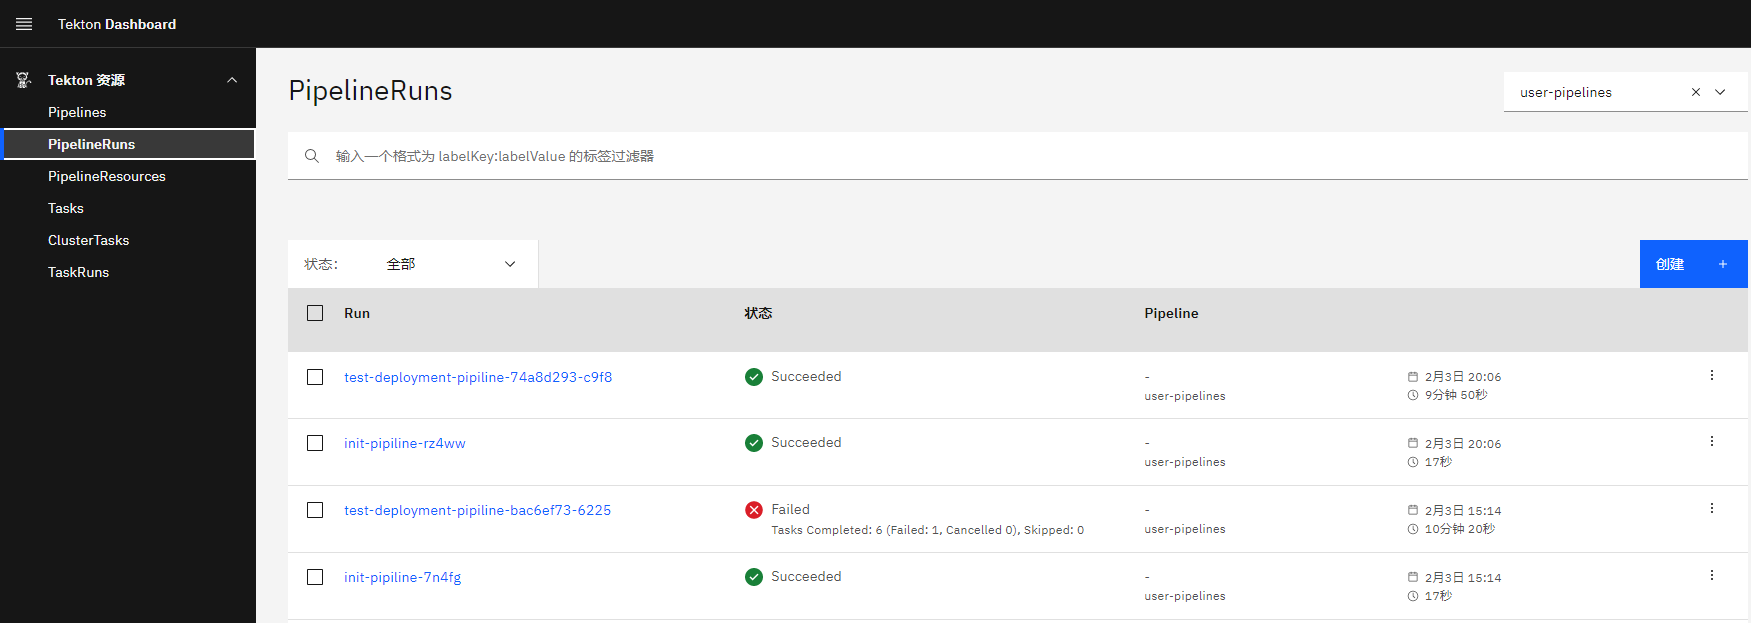 Tekton Dashboard
Tekton 资源
Pipelines
PipelineRuns
PipelineResources
Tasks
ClusterTasks
TaskRuns
PipelineRuns
user-pipelines
输入一个格式为 labelKey:labelValue 的标签过滤器
状态: 全部
创建 +
Run 状态 Pipeline
test-deployment-pipiline-74a8d293-c9f8 Succeeded - 2月3日 20:06
user-pipelines 9分钟 50秒
init-pipiline-rz4ww Succeeded - 2月3日 20:06
user-pipelines 17秒
test-deployment-pipiline-bac6ef73-6225 Failed - 2月3日 15:14
Tasks Completed: 6 (Failed: 1, Cancelled 0), Skipped: 0 user-pipelines 10分钟 20秒
init-pipiline-7n4fg Succeeded - 2月3日 15:14
user-pipelines 17秒